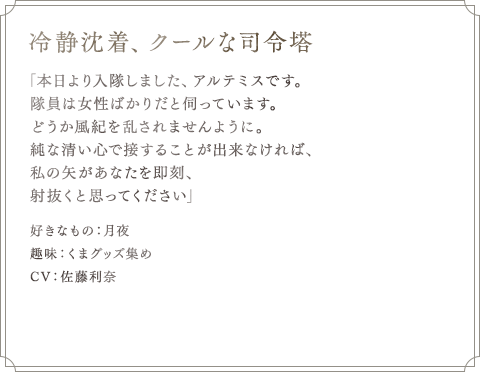 冷静沈着、クールな司令塔
「本日より入隊しました、アルテミスです。
隊員は女性ばかりだと伺っています。
どうか風紀を乱されませんように。
純な清い心で接することが出来なければ、
私の矢があなたを即刻、
射抜くと思ってください」
好きなもの：月夜
趣味：くまグッズ集め
CV：佐藤利奈